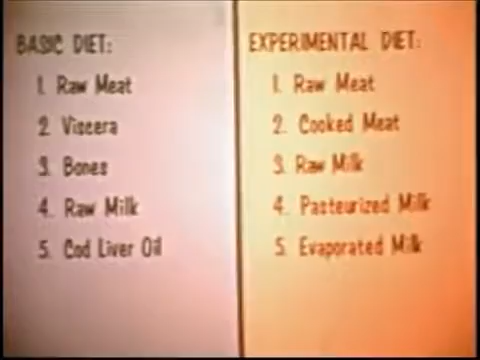 BASIC DIET:
1. Raw Meat
2. Viscera
3. Bones
4. Raw Milk
5. Cod Liver Oil
EXPERIMENTAL DIET:
1. Raw Meat
2. Cooked Meat
3. Raw Milk
4. Pasteurized Milk
5. Evaporated Milk